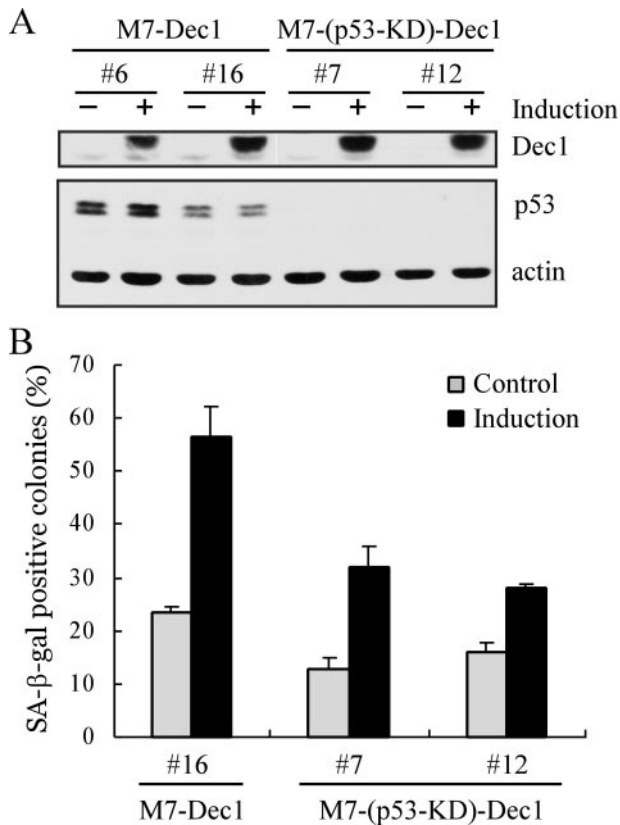 A
M7-Dec1 M7-(p53-KD)-Dec1
#6 #16 #7 #12
− + − + − + − + Induction
Dec1
p53
actin
B
SA-β-gal positive colonies (%)
70
60
50
40
30
20
10
0
Control
Induction
#16 #7 #12
M7-Dec1 M7-(p53-KD)-Dec1